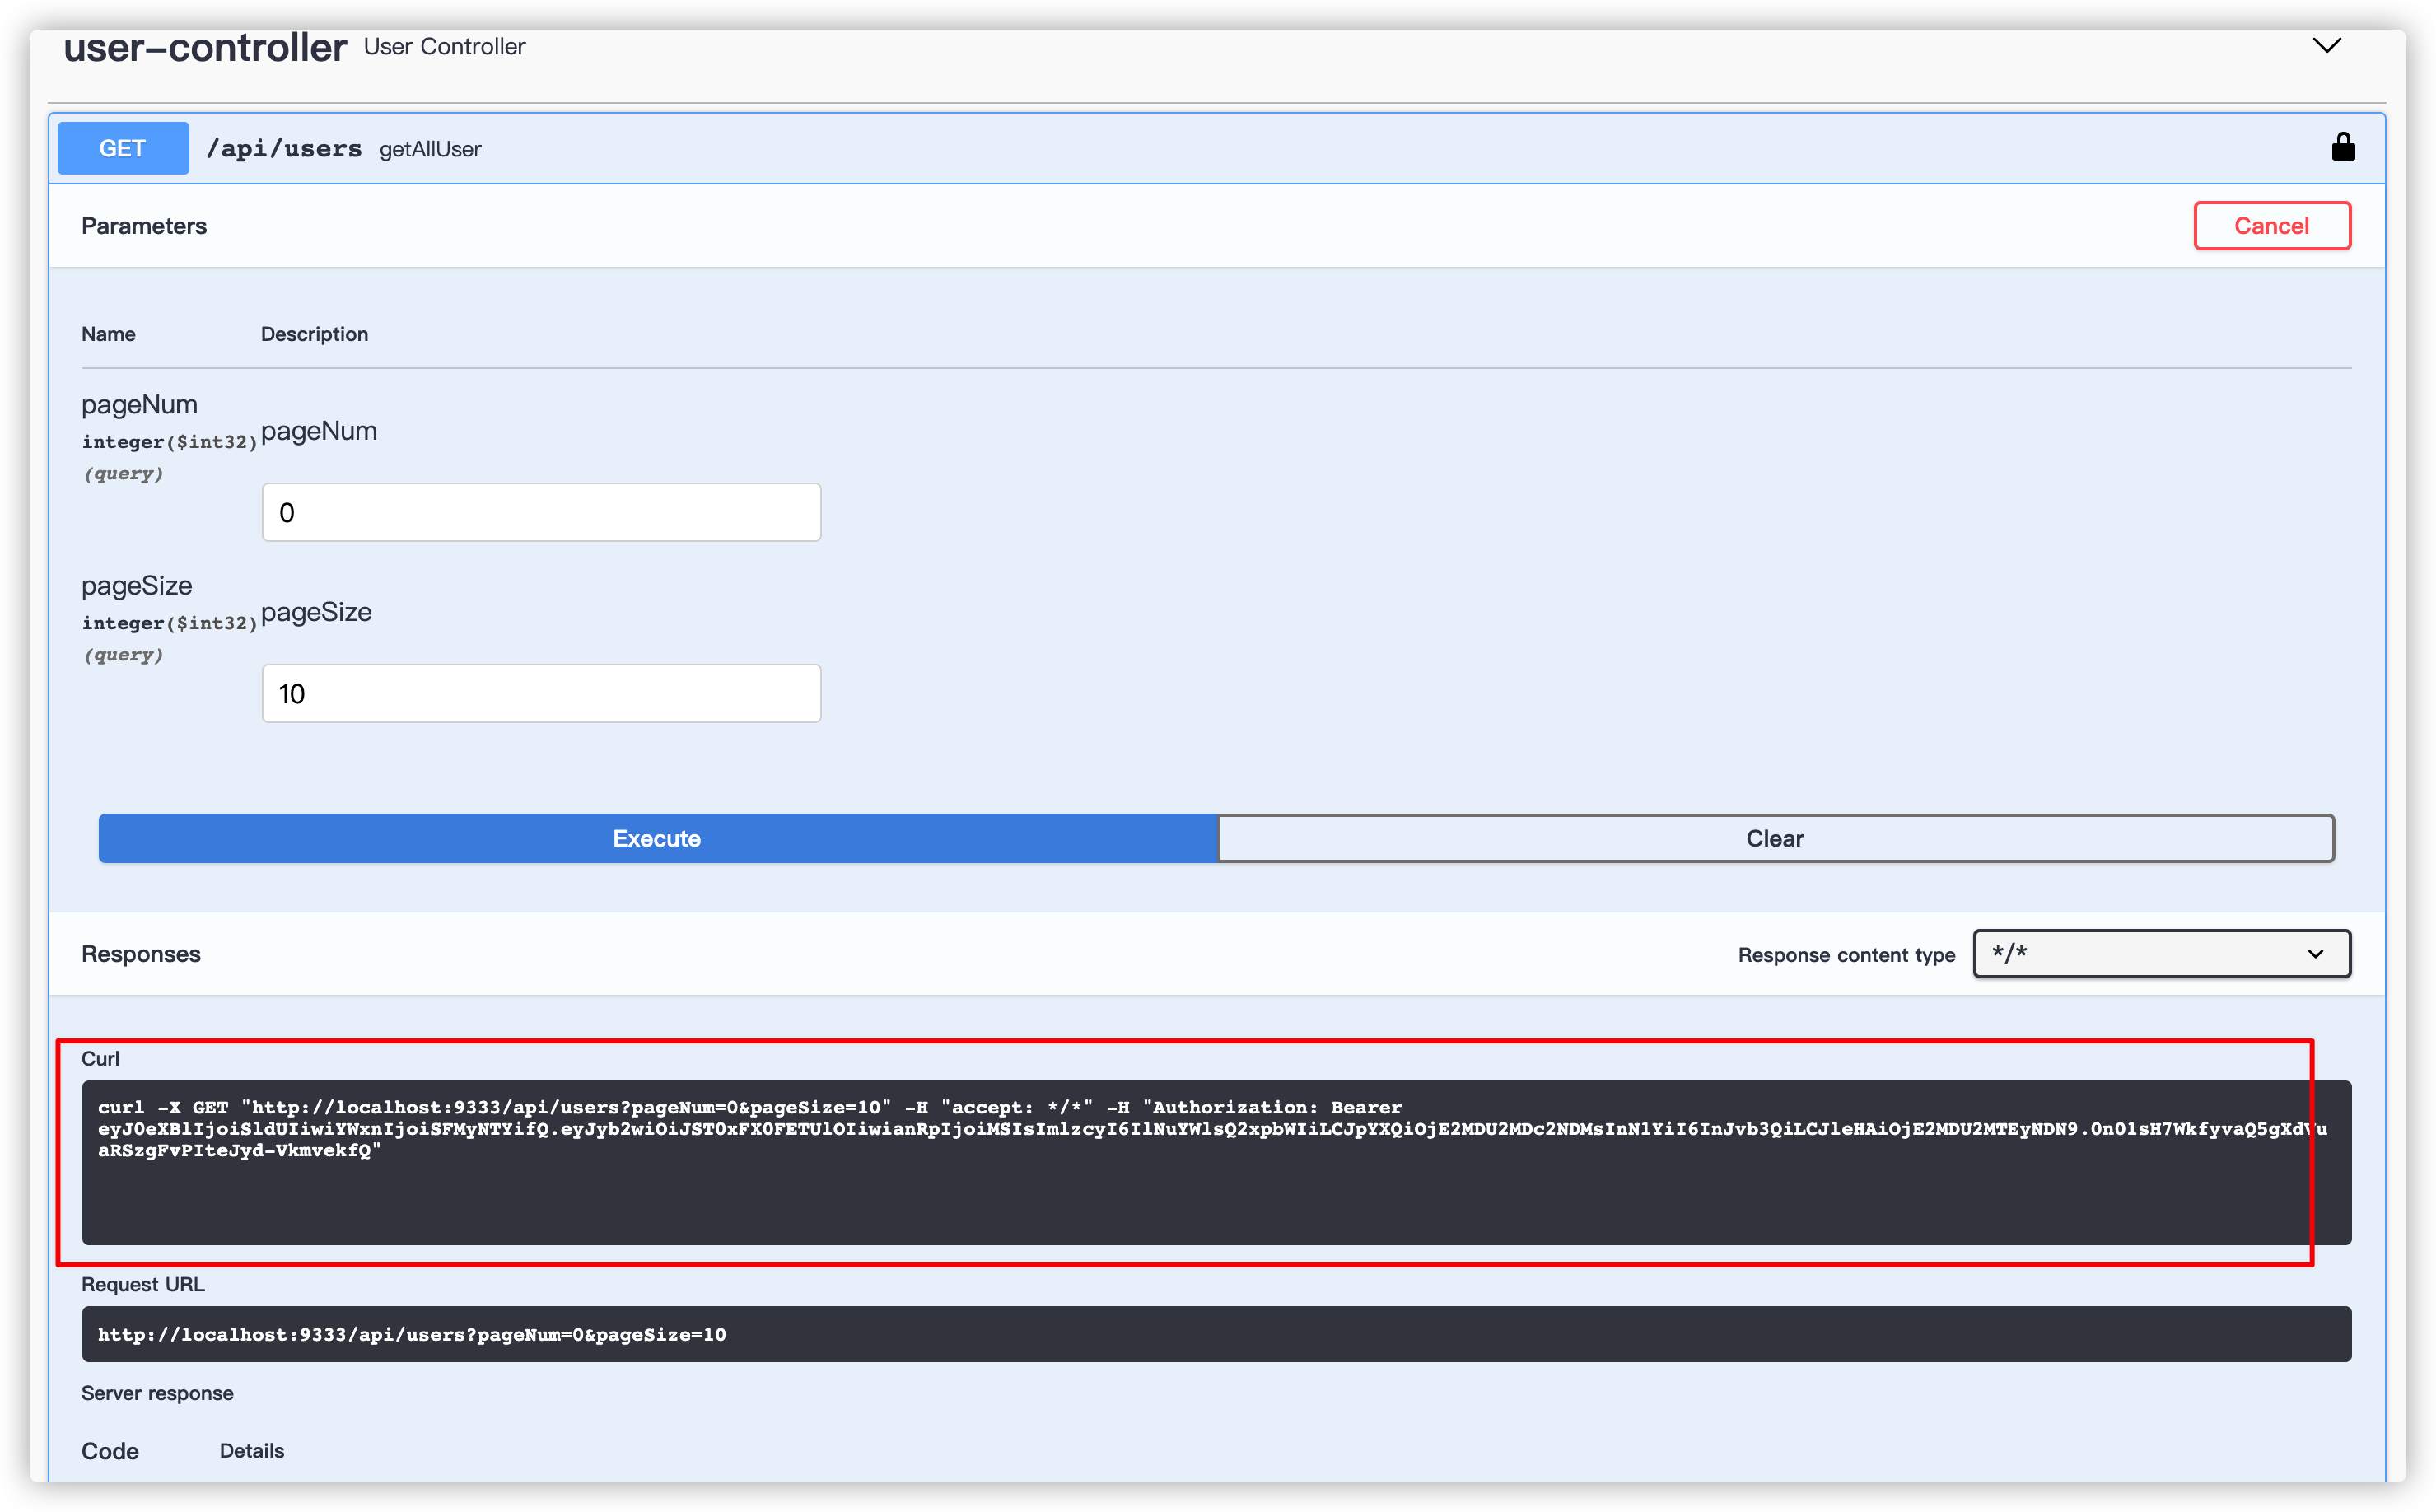 user-controller User Controller
GET /api/users getAllUser
Parameters
Cancel
Name Description
pageNum
integer($int32)
(query)
pageNum
0
pageSize
integer($int32)
(query)
pageSize
10
Execute
Clear
Responses
Response content type */*
Curl
curl -X GET "http://localhost:9333/api/users?pageNum=0&pageSize=10" -H "accept: */*" -H "Authorization: Bearer
eyJ0eXBlIjoiSldUIiwiYWxnIjoiSFMyNTYifQ.eyJyb2wiOiJST0xFX0FETUlOIiwianRpIjoiMSIsImlzcyI6IlNuYWlsQ2xpbWIiLCJpYXQiOjE2MDU2MDc2NDMsInN1YiI6InJvb3QiLCJleHAiOjE2MDU2MTEyNDN9.0nO1sH7WkfyvaQ5gXdVu
aRSzgFvPIteJyd-VkmvekfQ"
Request URL
http://localhost:9333/api/users?pageNum=0&pageSize=10
Server response
Code Details